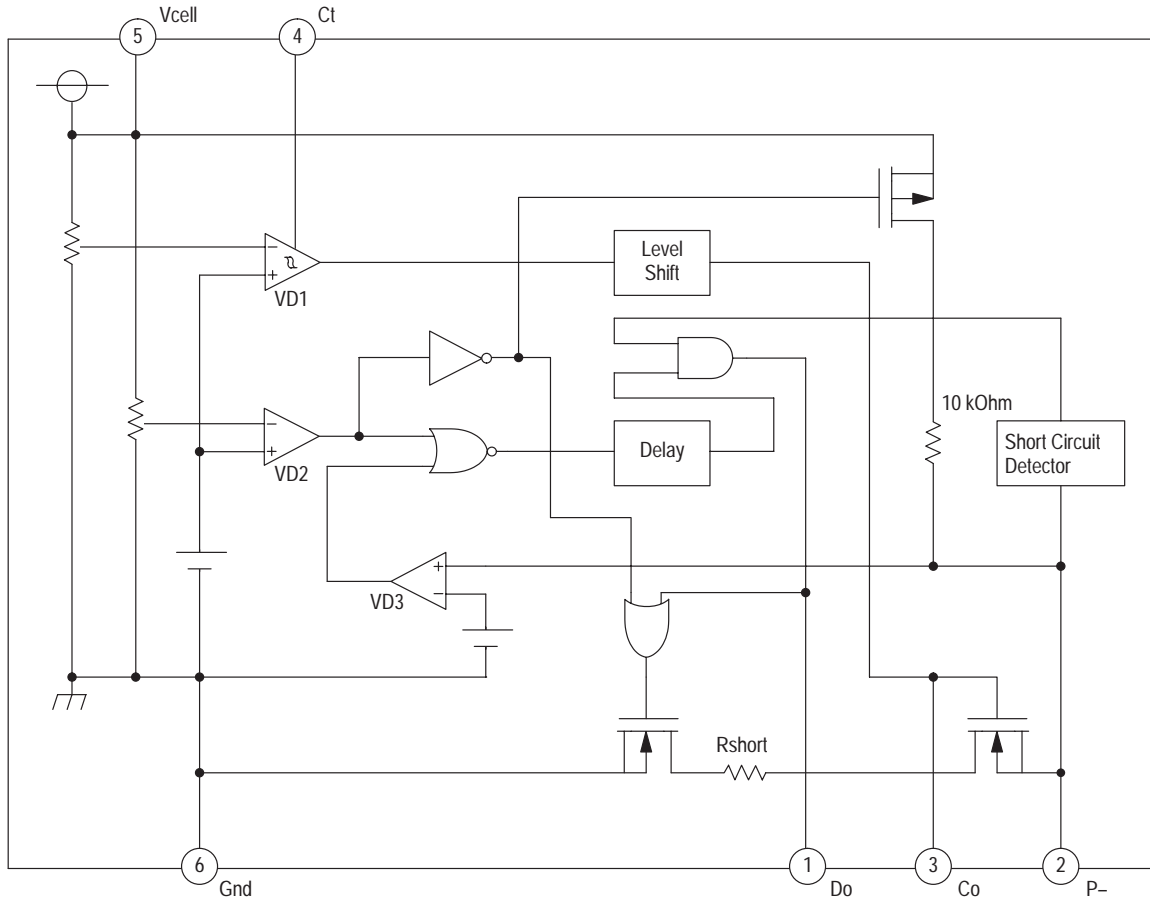 Vcell
5
Ct
4
−
+
VD1
Level
Shift
−
+
VD2
Delay
10 kOhm
Short Circuit
Detector
+
−
VD3
Rshort
6
Gnd
1
Do
3
Co
2
P–